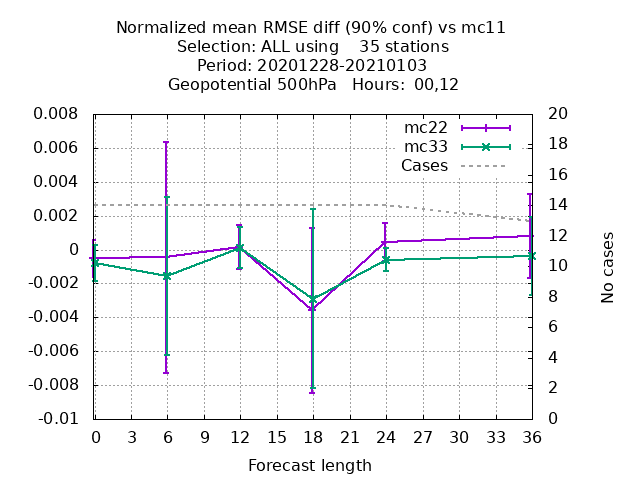 Normalized mean RMSE diff (90% conf) vs mc11
Selection: ALL using    35 stations
Period: 20201228-20210103
Geopotential 500hPa   Hours:  00,12
mc22
mc33
Cases
0.008
0.006
0.004
0.002
0
-0.002
-0.004
-0.006
-0.008
-0.01
20
18
16
14
12
10
8
6
4
2
0
No cases
0 3 6 9 12 15 18 21 24 27 30 33 36
Forecast length